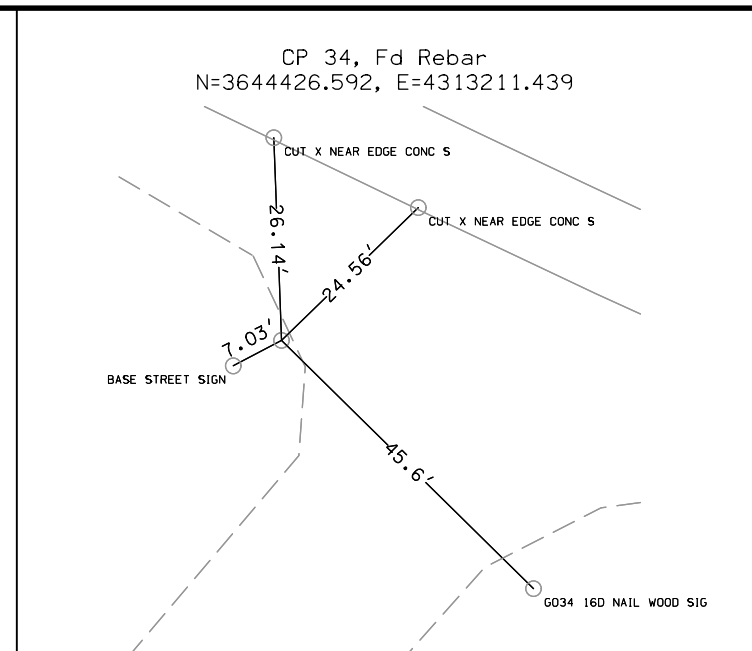 CP 34, Fd Rebar
N=3644426.592, E=4313211.439
CUT X NEAR EDGE CONC S
CUT X NEAR EDGE CONC S
26.14'
24.56'
7.03'
BASE STREET SIGN
45.6'
G034 16D NAIL WOOD SIG